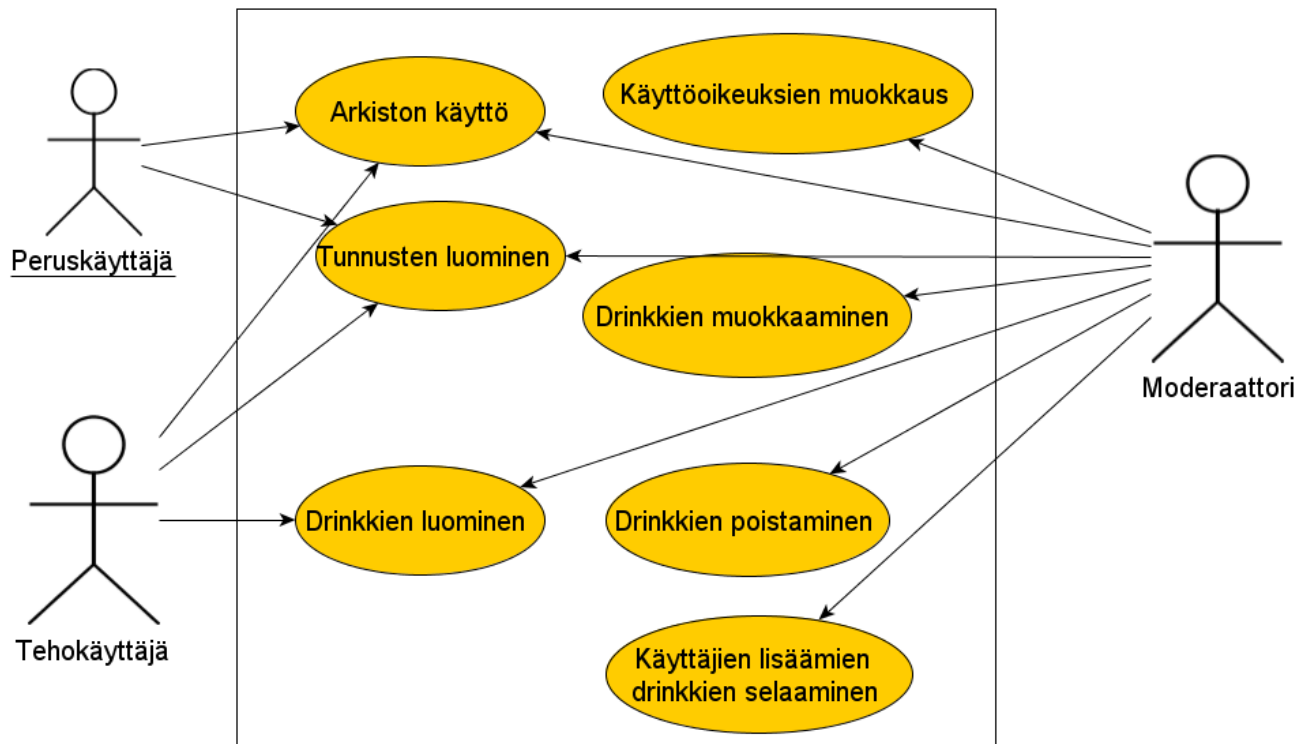 Arkiston käyttö
Käyttöoikeuksien muokkaus
Peruskäyttäjä
Tunnusten luominen
Drinkkien muokkaaminen
Moderaattori
Drinkkien luominen
Drinkkien poistaminen
Tehokäyttäjä
Käyttäjien lisäämien
drinkkien selaaminen